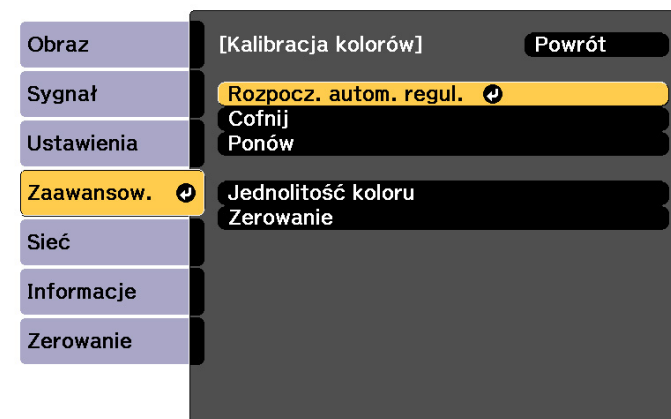 Obraz
Sygnał
Ustawienia
Zaawansow.
Sieć
Informacje
Zerowanie
[Kalibracja kolorów] Powrót
Rozpocz. autom. regul.
Cofnij
Ponów
Jednolitość koloru
Zerowanie